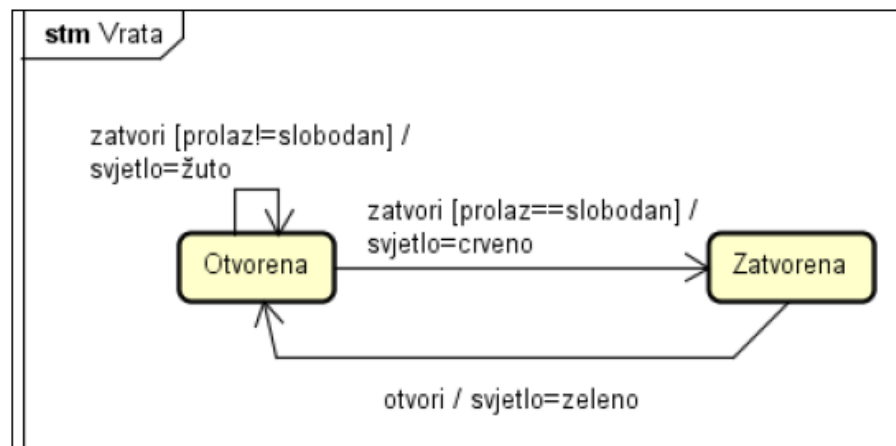 stm Vrata
zatvori [prolaz!=slobodan] /
svjetlo=žuto
zatvori [prolaz==slobodan] /
svjetlo=crveno
Otvorena
Zatvorena
otvori / svjetlo=zeleno